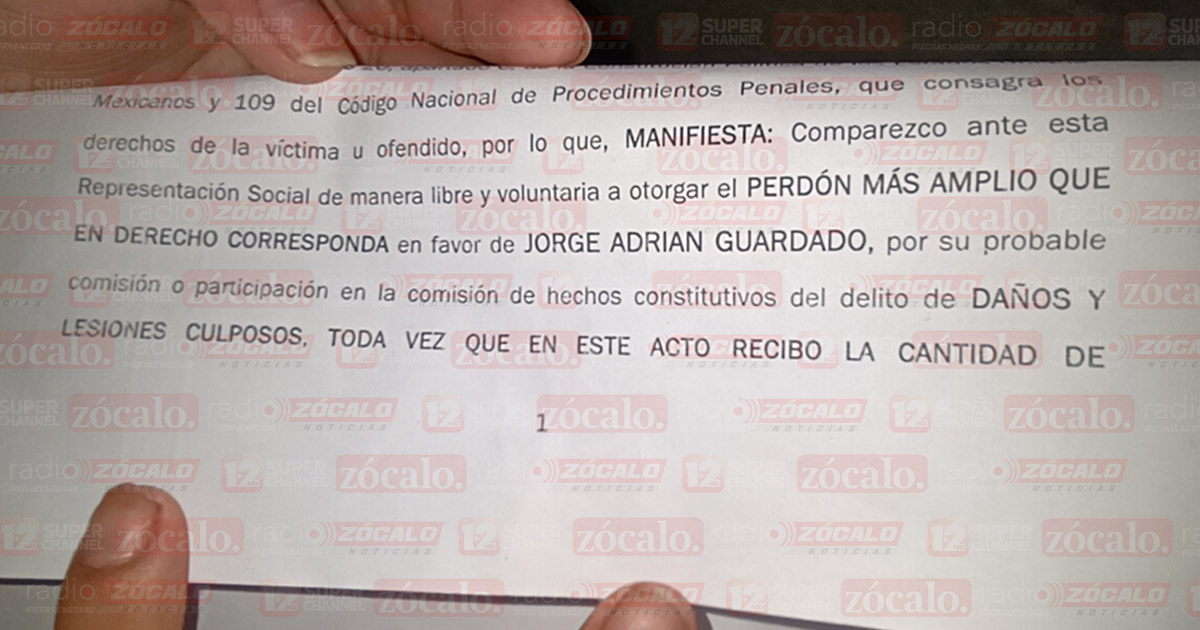 Mexicanos y 109 del Código Nacional de Procedimientos Penales, que consagra los
derechos de la víctima u ofendido, por lo que, MANIFIESTA: Comparezco ante esta
Representación Social de manera libre y voluntaria a otorgar el PERDÓN MÁS AMPLIO QUE
EN DERECHO CORRESPONDA en favor de JORGE ADRIAN GUARDADO, por su probable
comisión o participación en la comisión de hechos constitutivos del delito de DAÑOS Y
LESIONES CULPOSOS, TODA VEZ QUE EN ESTE ACTO RECIBO LA CANTIDAD DE
1